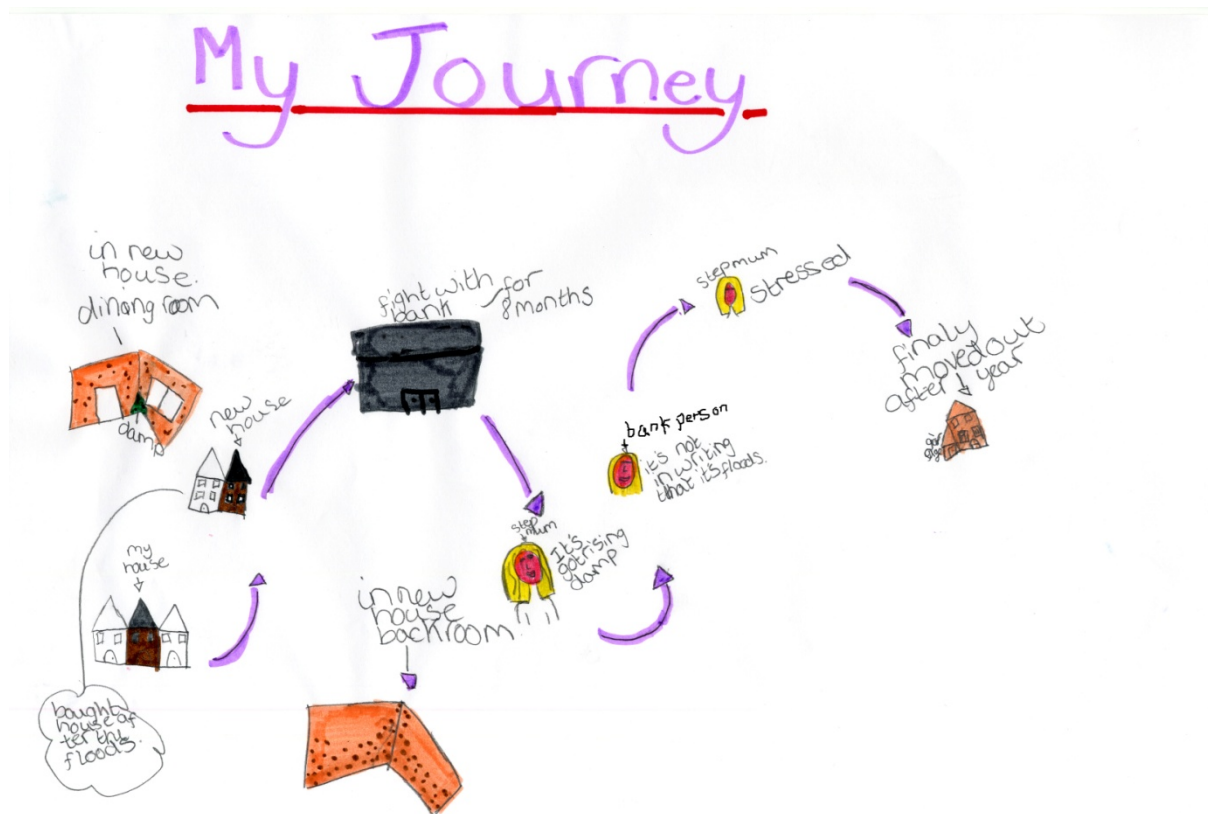 My Journey
in new
house.
dining room
damp
new
house
my
house
bought
house af
ter the
floods.
fight with
bank
for
8 months
step
mum
It's
got rising
damp
in new
house
backroom
bank person
it's not
in writing
that it's floods.
step mum
stressed
finaly
moved out
after year